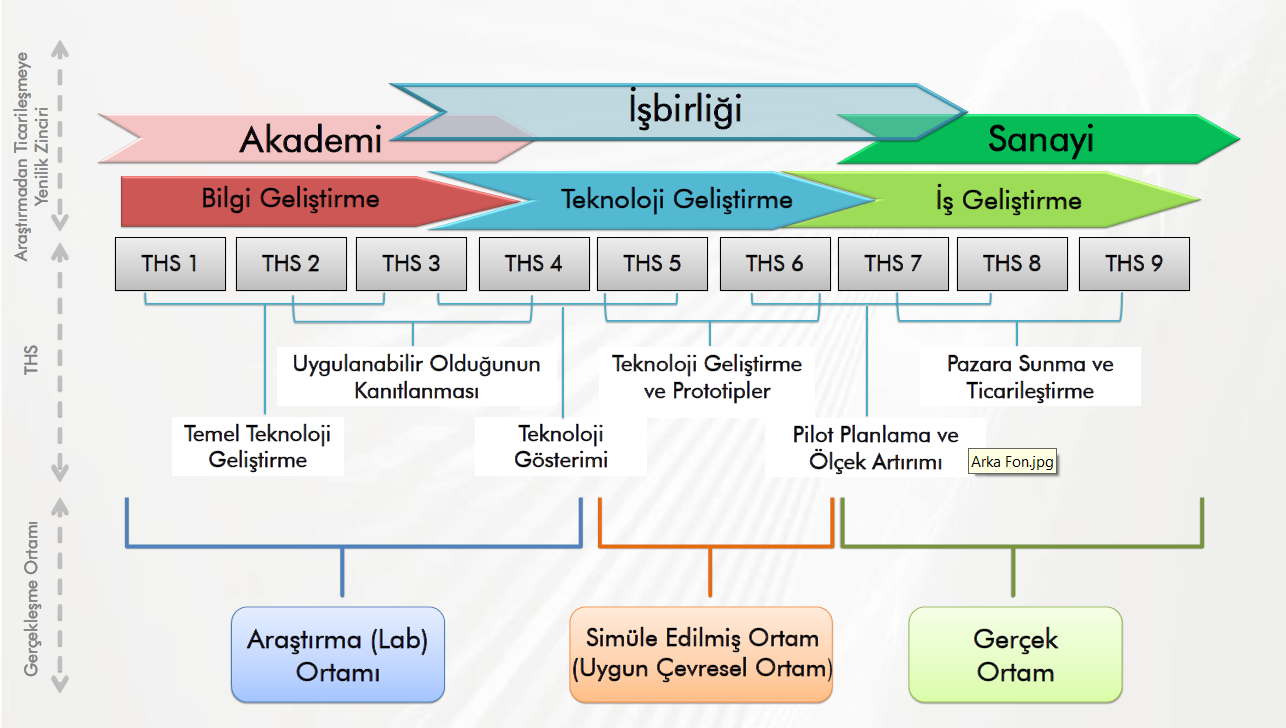 Araştırmadan Ticarileşmeye
Yenilik Zinciri
İşbirliği
Akademi
Sanayi
Bilgi Geliştirme
Teknoloji Geliştirme
İş Geliştirme
THS
THS 1
THS 2
THS 3
THS 4
THS 5
THS 6
THS 7
THS 8
THS 9
Uygulanabilir Olduğunun
Kanıtlanması
Teknoloji Geliştirme
ve Prototipler
Pazara Sunma ve
Ticarileştirme
Temel Teknoloji
Geliştirme
Teknoloji
Gösterimi
Pilot Planlama ve
Ölçek Artırımı
Arka Fon.jpg
Gerçekleşme Ortamı
Araştırma (Lab)
Ortamı
Simüle Edilmiş Ortam
(Uygun Çevresel Ortam)
Gerçek
Ortam